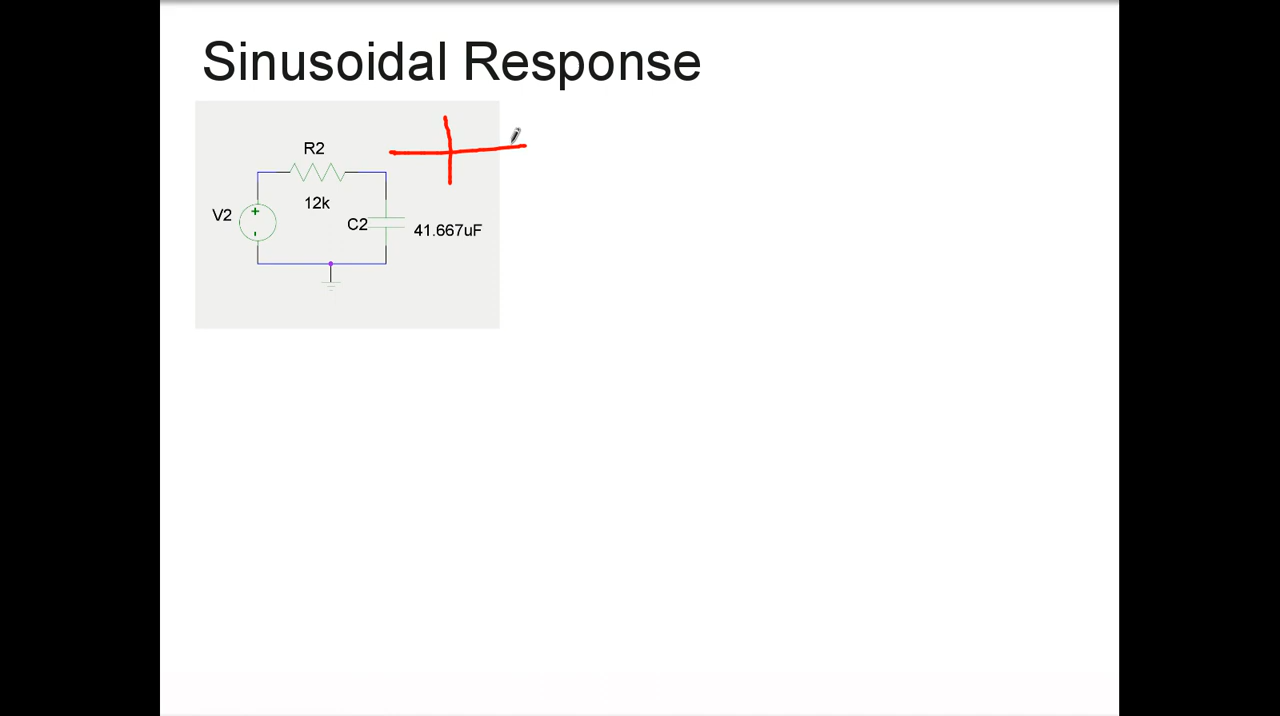 Sinusoidal Response
R2
12k
V2
+
-
C2
41.667uF